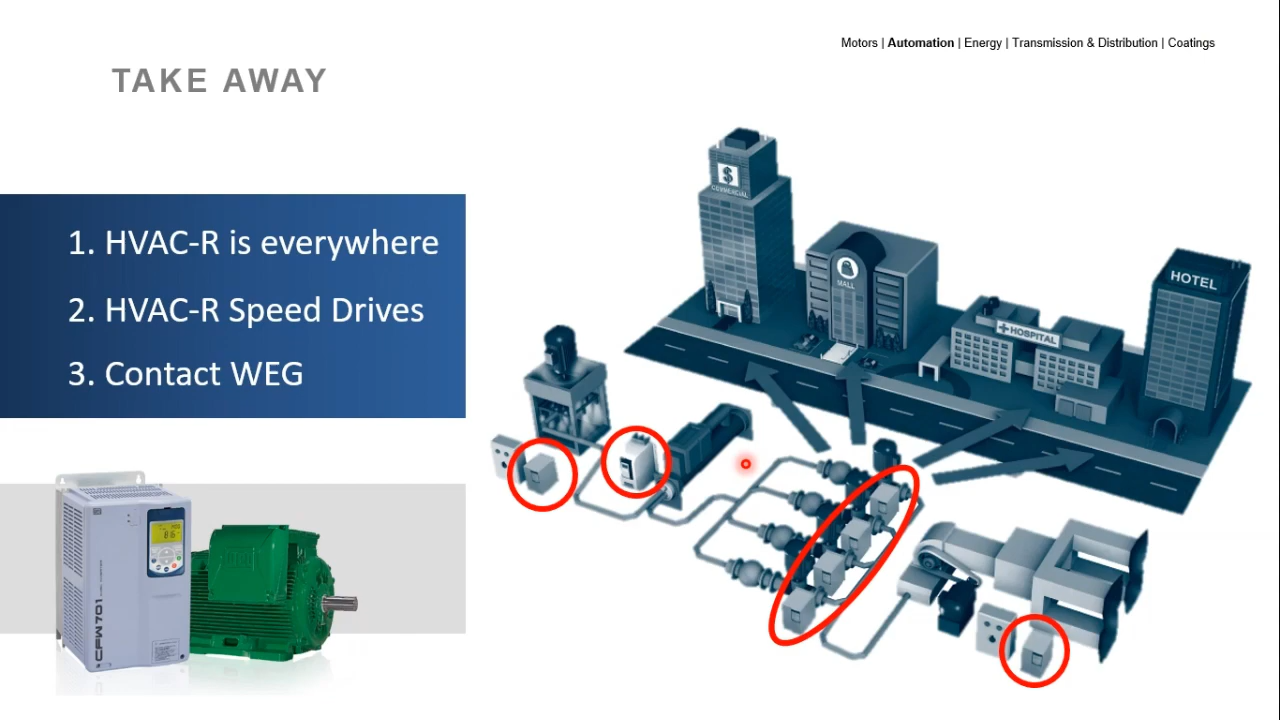 Motors | Automation | Energy | Transmission & Distribution | Coatings
TAKE AWAY
1. HVAC-R is everywhere
2. HVAC-R Speed Drives
3. Contact WEG
$
COMMERCIAL
MALL
HOSPITAL
HOTEL
CFW701